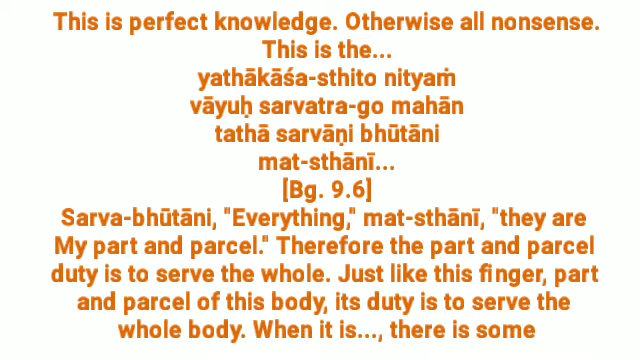 This is perfect knowledge. Otherwise all nonsense.
This is the...
yathākāśa-sthito nityaṁ
vāyuḥ sarvatra-go mahān
tathā sarvāṇi bhūtāni
mat-sthānī...
[Bg. 9.6]
Sarva-bhūtāni, "Everything," mat-sthānī, "they are
My part and parcel." Therefore the part and parcel
duty is to serve the whole. Just like this finger, part
and parcel of this body, its duty is to serve the
whole body. When it is..., there is some